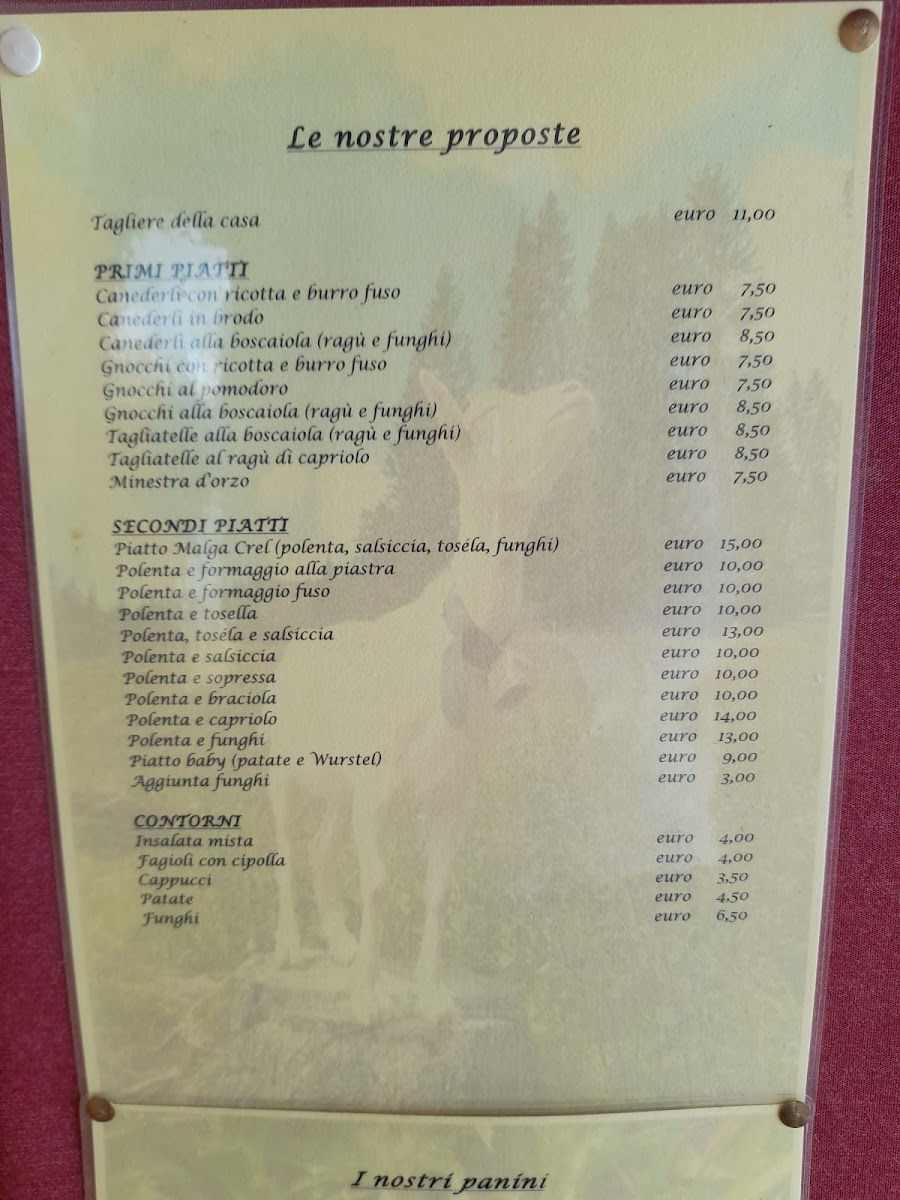 Le nostre proposte
Tagliere della casa euro 11,00
PRIMI PIATTI
Canederli con ricotta e burro fuso euro 7,50
Canederli in brodo euro 7,50
Canederli alla boscaiola (ragù e funghi) euro 8,50
Gnocchi con ricotta e burro fuso euro 7,50
Gnocchi al pomodoro euro 7,50
Gnocchi alla boscaiola (ragù e funghi) euro 8,50
Tagliatelle alla boscaiola (ragù e funghi) euro 8,50
Tagliatelle al ragù di capriolo euro 8,50
Minestra d'orzo euro 7,50
SECONDI PIATTI
Piatto Malga Crel (polenta, salsiccia, toséla, funghi) euro 15,00
Polenta e formaggio alla piastra euro 10,00
Polenta e formaggio fuso euro 10,00
Polenta e tosella euro 10,00
Polenta, toséla e salsiccia euro 13,00
Polenta e salsiccia euro 10,00
Polenta e sopressa euro 10,00
Polenta e braciola euro 10,00
Polenta e capriolo euro 14,00
Polenta e funghi euro 13,00
Piatto baby (patate e Wurstel) euro 9,00
Aggiunta funghi euro 3,00
CONTORNI
Insalata mista euro 4,00
Fagioli con cipolla euro 4,00
Cappucci euro 3,50
Patate euro 4,50
Funghi euro 6,50
I nostri panini